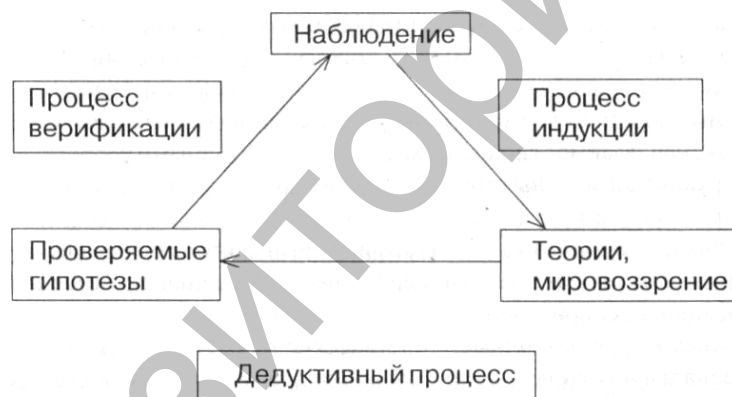 Наблюдение
Процесс
верификации
Процесс
индукции
Проверяемые
гипотезы
Теории,
мировоззрение
Дедуктивный процесс